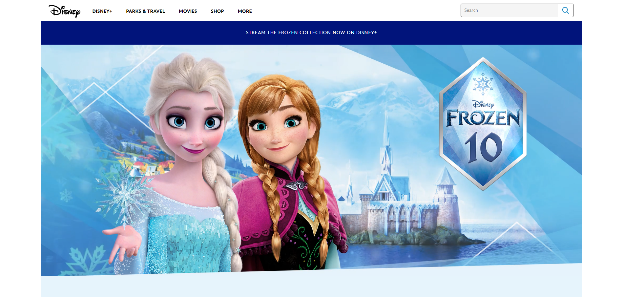 Disney DISNEY+ PARKS & TRAVEL MOVIES SHOP MORE Search
STREAM THE FROZEN COLLECTION NOW ON DISNEY+
Disney
FROZEN
10